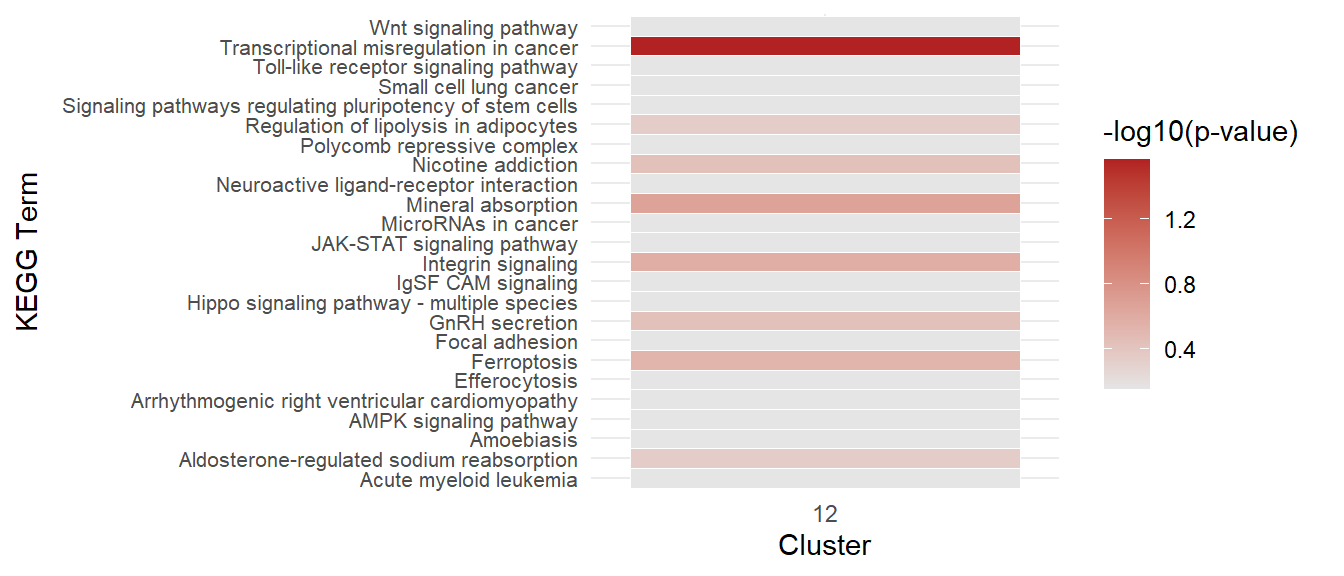 KEGG Term
Wnt signaling pathway
Transcriptional misregulation in cancer
Toll-like receptor signaling pathway
Small cell lung cancer
Signaling pathways regulating pluripotency of stem cells
Regulation of lipolysis in adipocytes
Polycomb repressive complex
Nicotine addiction
Neuroactive ligand-receptor interaction
Mineral absorption
MicroRNAs in cancer
JAK-STAT signaling pathway
Integrin signaling
IgSF CAM signaling
Hippo signaling pathway - multiple species
GnRH secretion
Focal adhesion
Ferroptosis
Efferocytosis
Arrhythmogenic right ventricular cardiomyopathy
AMPK signaling pathway
Amoebiasis
Aldosterone-regulated sodium reabsorption
Acute myeloid leukemia
12
Cluster
-log10(p-value)
1.2
0.8
0.4